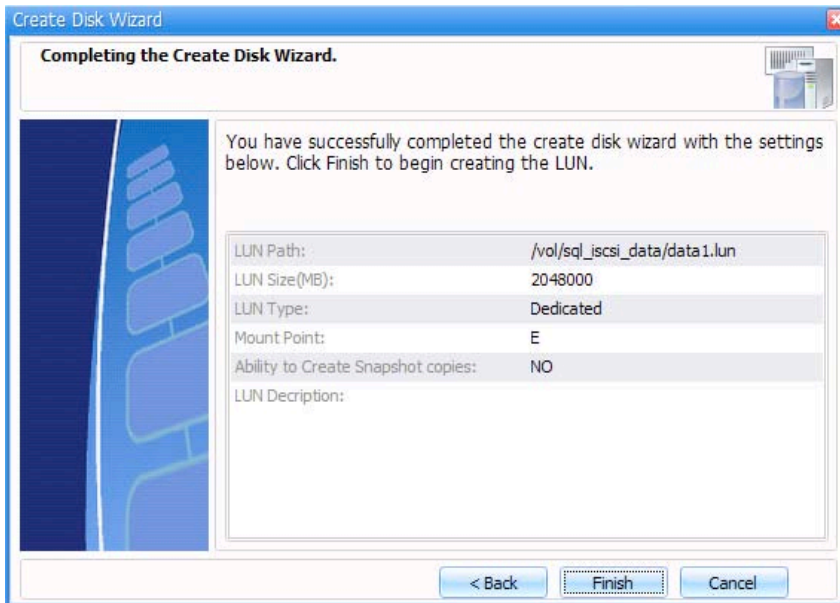 Create Disk Wizard
Completing the Create Disk Wizard.
You have successfully completed the create disk wizard with the settings
below. Click Finish to begin creating the LUN.
LUN Path: /vol/sql_iscsi_data/data1.lun
LUN Size(MB): 2048000
LUN Type: Dedicated
Mount Point: E
Ability to Create Snapshot copies: NO
LUN Decription:
< Back Finish Cancel